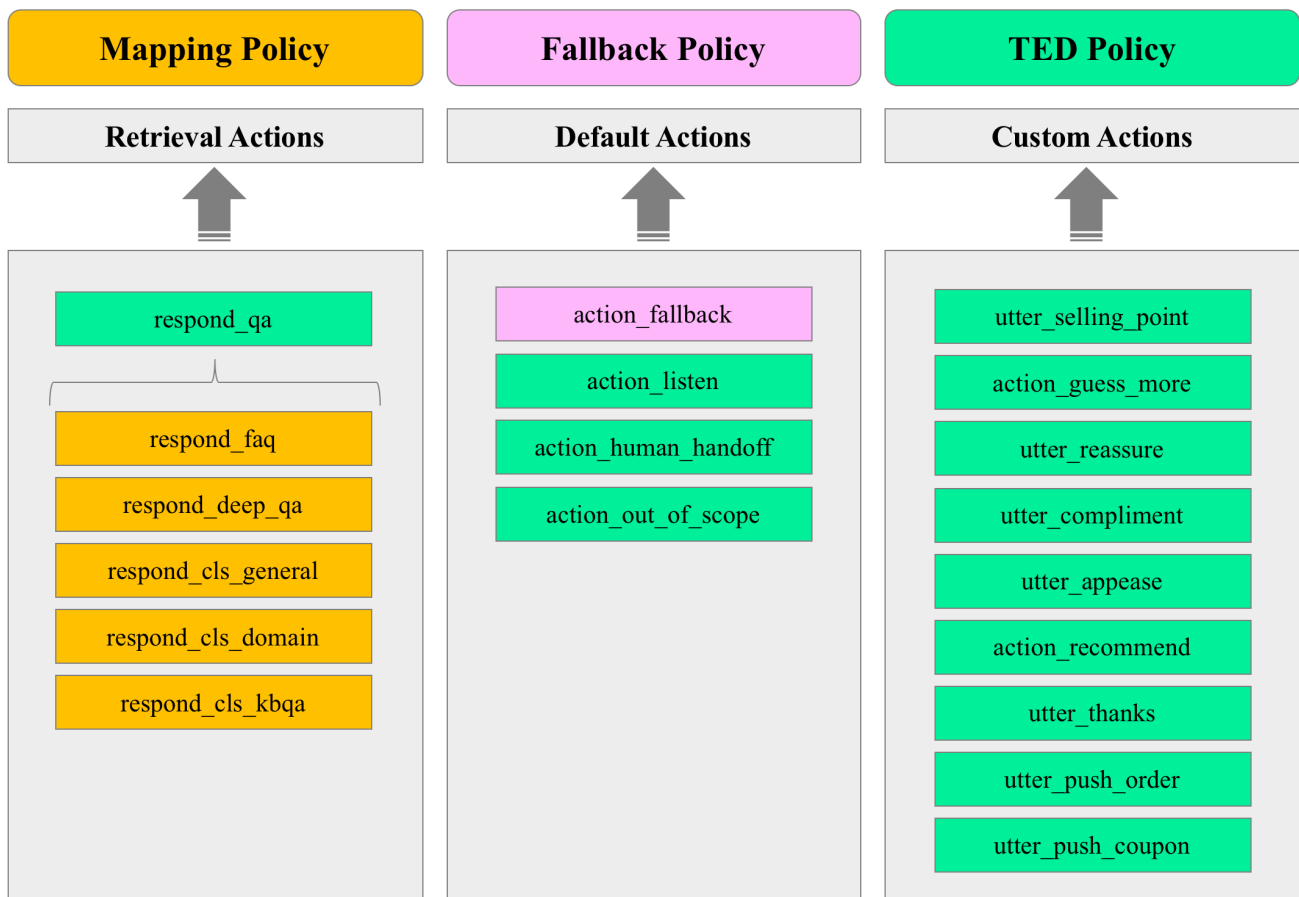 Mapping Policy
Fallback Policy
TED Policy
Retrieval Actions
Default Actions
Custom Actions
respond_qa
respond_faq
respond_deep_qa
respond_cls_general
respond_cls_domain
respond_cls_kbqa
action_fallback
action_listen
action_human_handoff
action_out_of_scope
utter_selling_point
action_guess_more
utter_reassure
utter_compliment
utter_appease
action_recommend
utter_thanks
utter_push_order
utter_push_coupon